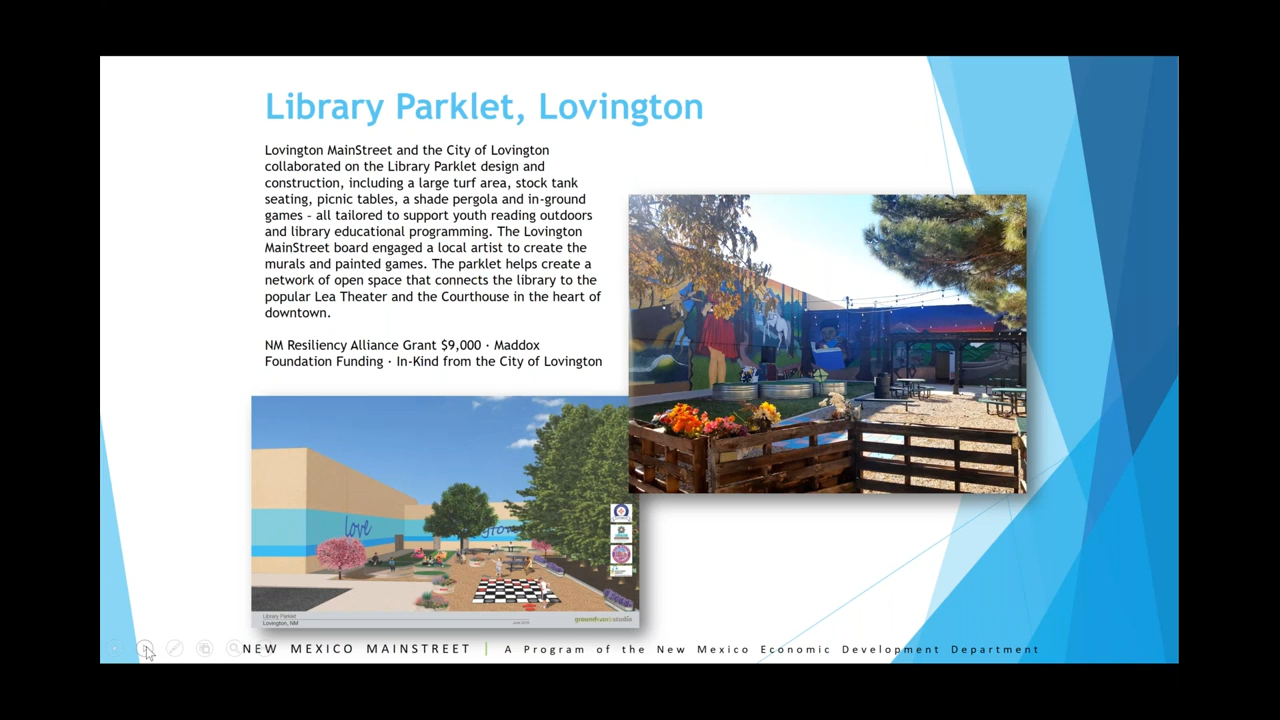 Library Parklet, Lovington
Lovington MainStreet and the City of Lovington
collaborated on the Library Parklet design and
construction, including a large turf area, stock tank
seating, picnic tables, a shade pergola and in-ground
games - all tailored to support youth reading outdoors
and library educational programming. The Lovington
MainStreet board engaged a local artist to create the
murals and painted games. The parklet helps create a
network of open space that connects the library to the
popular Lea Theater and the Courthouse in the heart of
downtown.
NM Resiliency Alliance Grant $9,000 · Maddox
Foundation Funding · In-Kind from the City of Lovington
love
Library Parklet
Lovington, NM
groundworkstudio
NEW MEXICO MAINSTREET | A Program of the New Mexico Economic Development Department